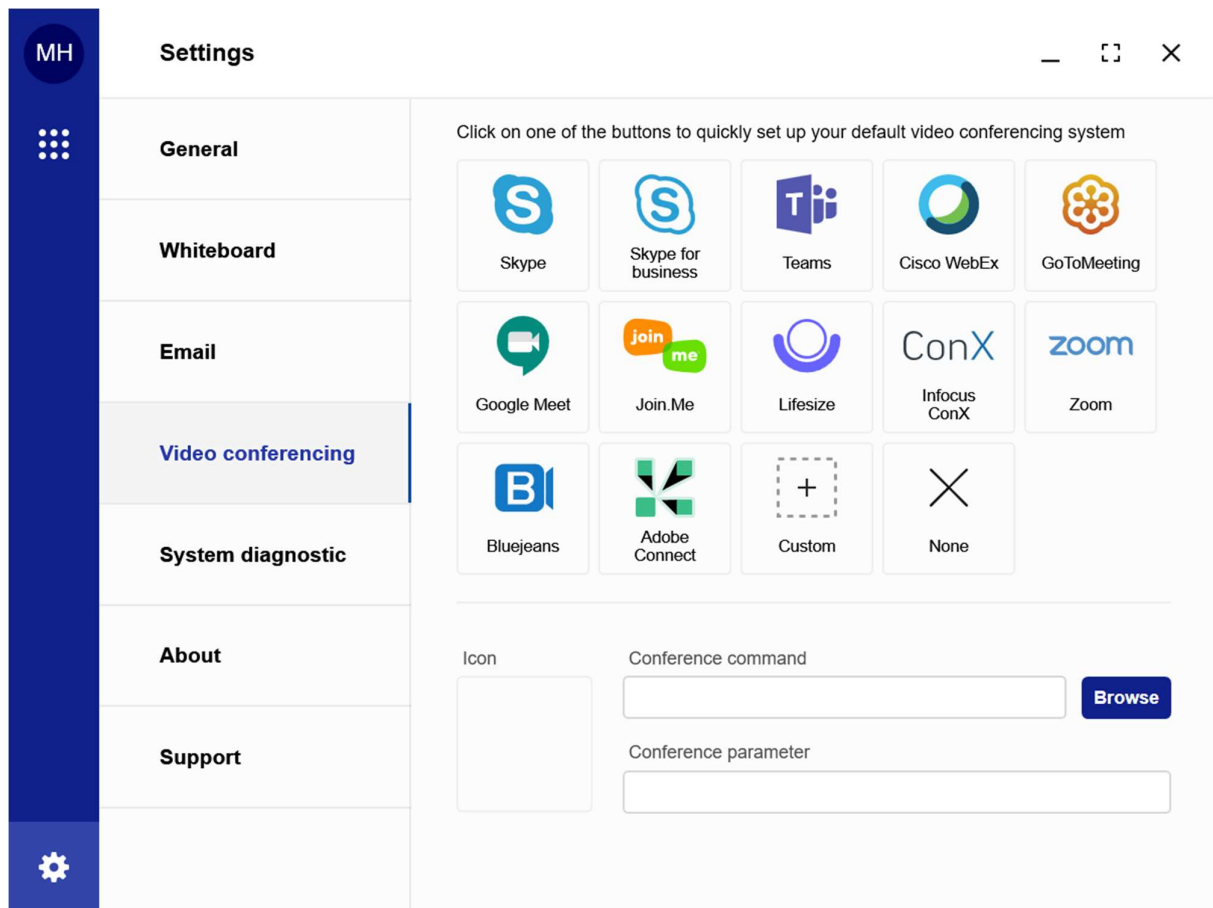 MH
Settings
General
Whiteboard
Email
Video conferencing
System diagnostic
About
Support
Click on one of the buttons to quickly set up your default video conferencing system
S
Skype
S
Skype for
business
T
Teams
Cisco WebEx
GoToMeeting
Google Meet
join
me
Join.Me
Lifesize
ConX
Infocus
ConX
zoom
Zoom
B
Bluejeans
Adobe
Connect
+
Custom
None
Icon
Conference command
Browse
Conference parameter